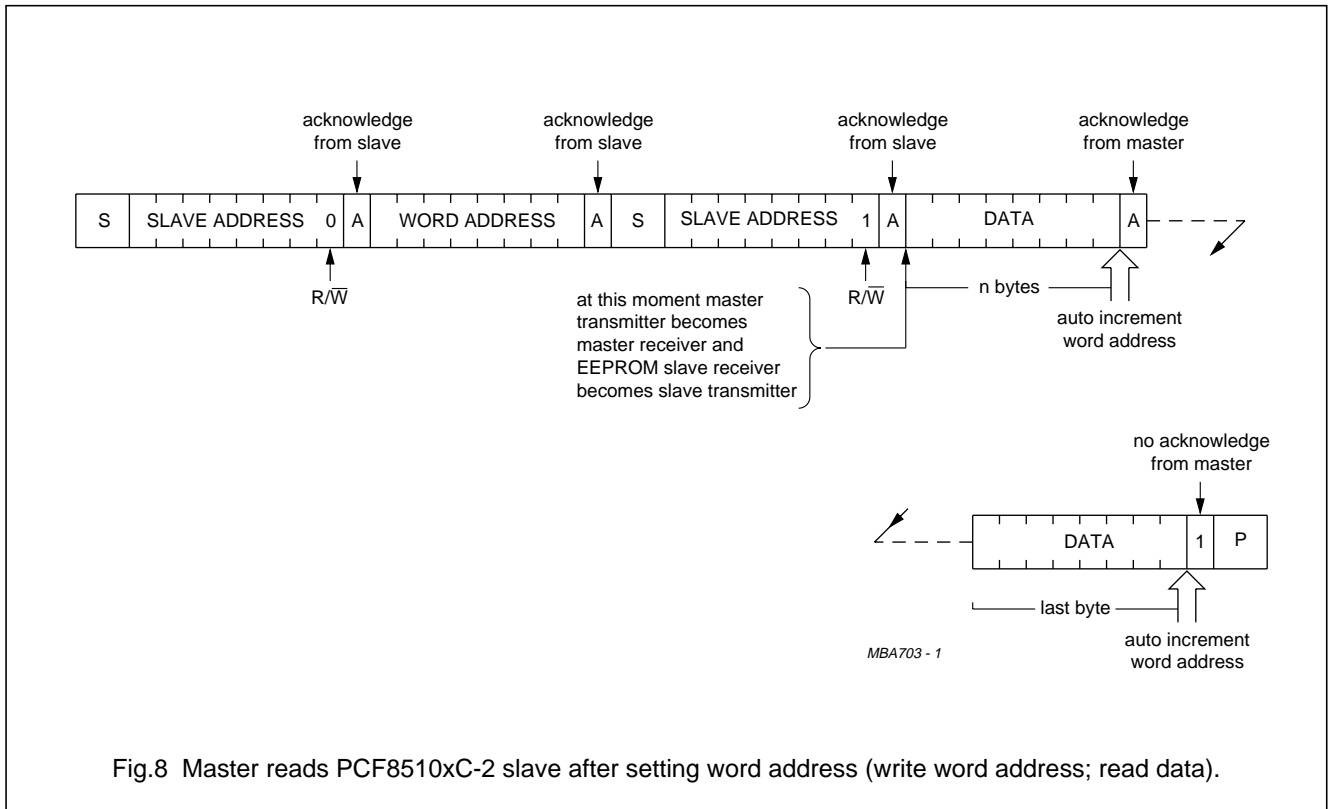 acknowledge
from slave
acknowledge
from slave
acknowledge
from slave
acknowledge
from master
S SLAVE ADDRESS 0 A WORD ADDRESS A S SLAVE ADDRESS 1 A DATA A
R/W̅
R/W̅
n bytes
at this moment master
transmitter becomes
master receiver and
EEPROM slave receiver
becomes slave transmitter
auto increment
word address
no acknowledge
from master
DATA 1 P
last byte
auto increment
word address
MBA703 - 1
Fig.8 Master reads PCF8510xC-2 slave after setting word address (write word address; read data).